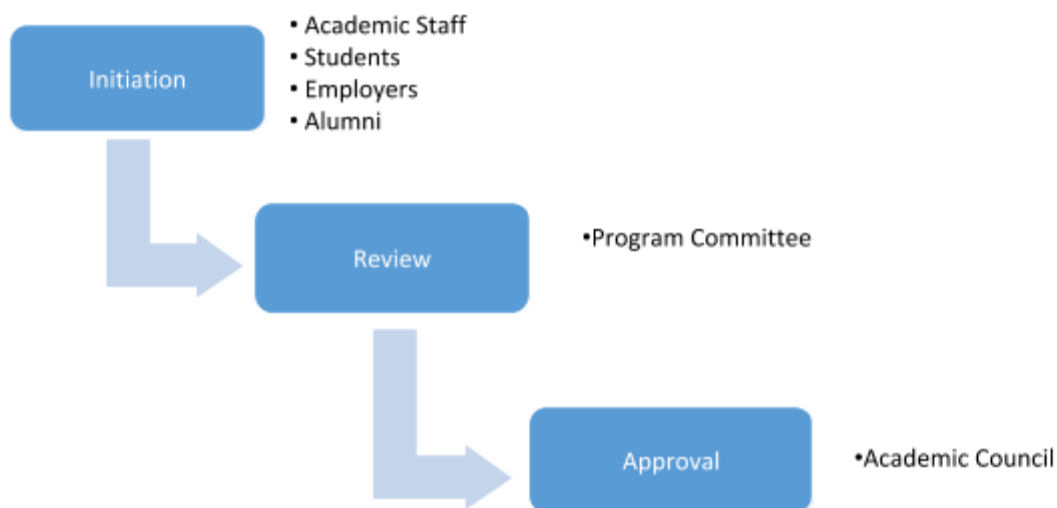 Initiation
• Academic Staff
• Students
• Employers
• Alumni
Review
•Program Committee
Approval
•Academic Council